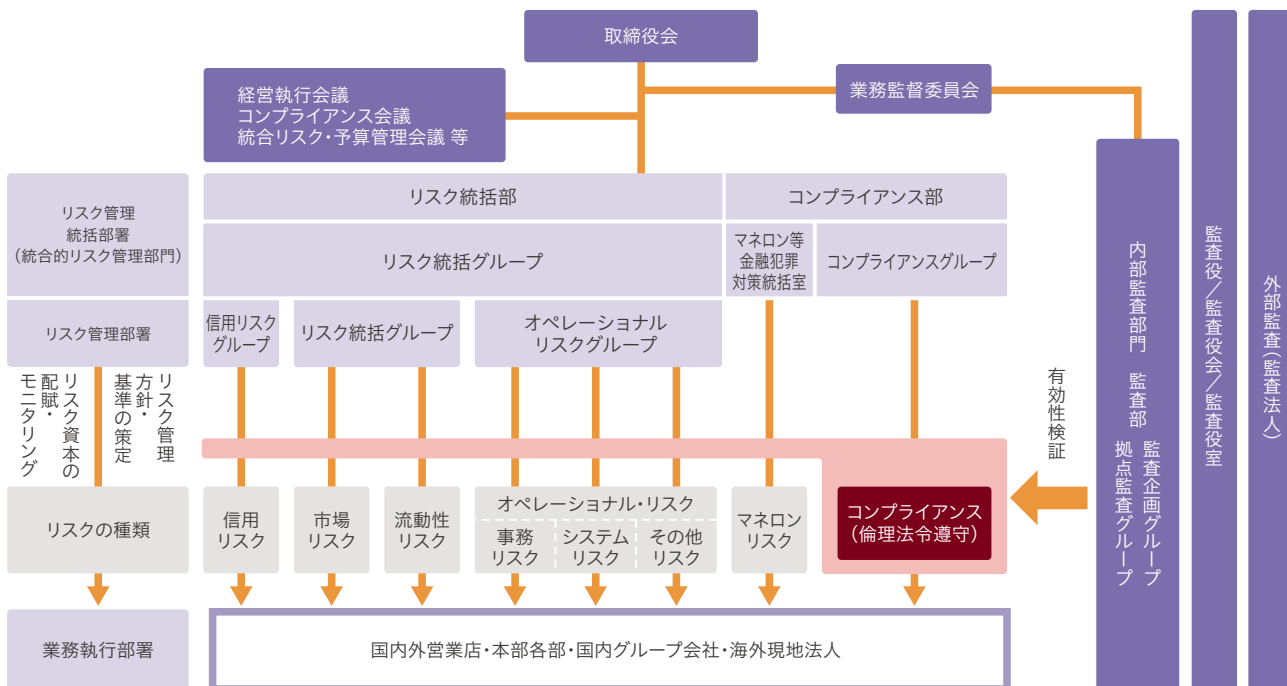 取締役会
経営執行会議
コンプライアンス会議
統合リスク・予算管理会議 等
業務監督委員会
リスク管理
統括部署
(統合的リスク管理部門)
リスク統括部
コンプライアンス部
リスク統括グループ
マネロン等
金融犯罪
対策統括室
コンプライアンスグループ
リスク管理部署
信用リスク
グループ
リスク統括グループ
オペレーショナル
リスクグループ
リスク管理
方針・
基準の策定
リスク資本の
配賦・
モニタリング
有効性検証
リスクの種類
信用
リスク
市場
リスク
流動性
リスク
オペレーショナル・リスク
事務
リスク
システム
リスク
その他
リスク
マネロン
リスク
コンプライアンス
(倫理法令遵守)
業務執行部署
国内外営業店・本部各部・国内グループ会社・海外現地法人
内部監査部門 監査部
監査企画グループ
拠点監査グループ
監査役/監査役会/監査役室
外部監査(監査法人)